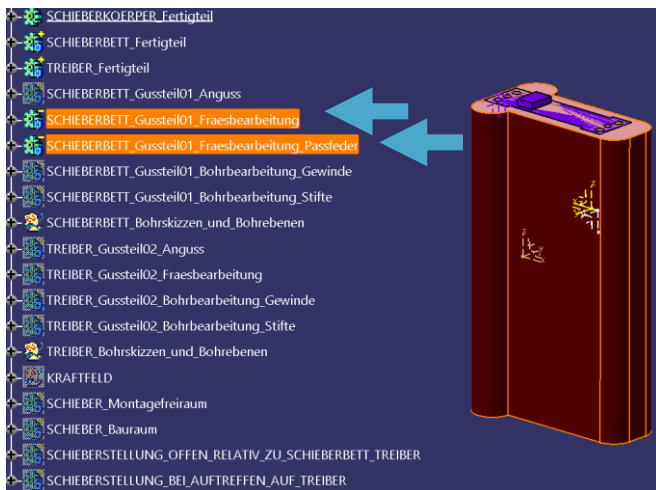 SCHIEBERKOERPER_Fertigteil
SCHIEBERBETT_Fertigteil
TREIBER_Fertigteil
SCHIEBERBETT_Gussteil01_Anguss
SCHIEBERBETT_Gussteil01_Fraesbearbeitung
SCHIEBERBETT_Gussteil01_Fraesbearbeitung_Passfeder
SCHIEBERBETT_Gussteil01_Bohrbearbeitung_Gewinde
SCHIEBERBETT_Gussteil01_Bohrbearbeitung_Stifte
SCHIEBERBETT_Bohrskizzen_und_Bohrebenen
TREIBER_Gussteil02_Anguss
TREIBER_Gussteil02_Fraesbearbeitung
TREIBER_Gussteil02_Bohrbearbeitung_Gewinde
TREIBER_Gussteil02_Bohrbearbeitung_Stifte
TREIBER_Bohrskizzen_und_Bohrebenen
KRAFTFELD
SCHIEBER_Montagefreiraum
SCHIEBER_Bauraum
SCHIEBERSTELLUNG_OFFEN_RELATIV_ZU_SCHIEBERBETT_TREIBER
SCHIEBERSTELLUNG_BEI_AUFTREFFEN_AUF_TREIBER